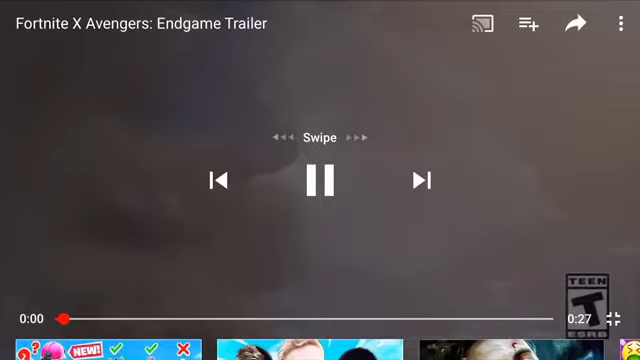 Fortnite X Avengers: Endgame Trailer
Swipe
TEEN
T
ESRB
0:00
0:27
NEW!